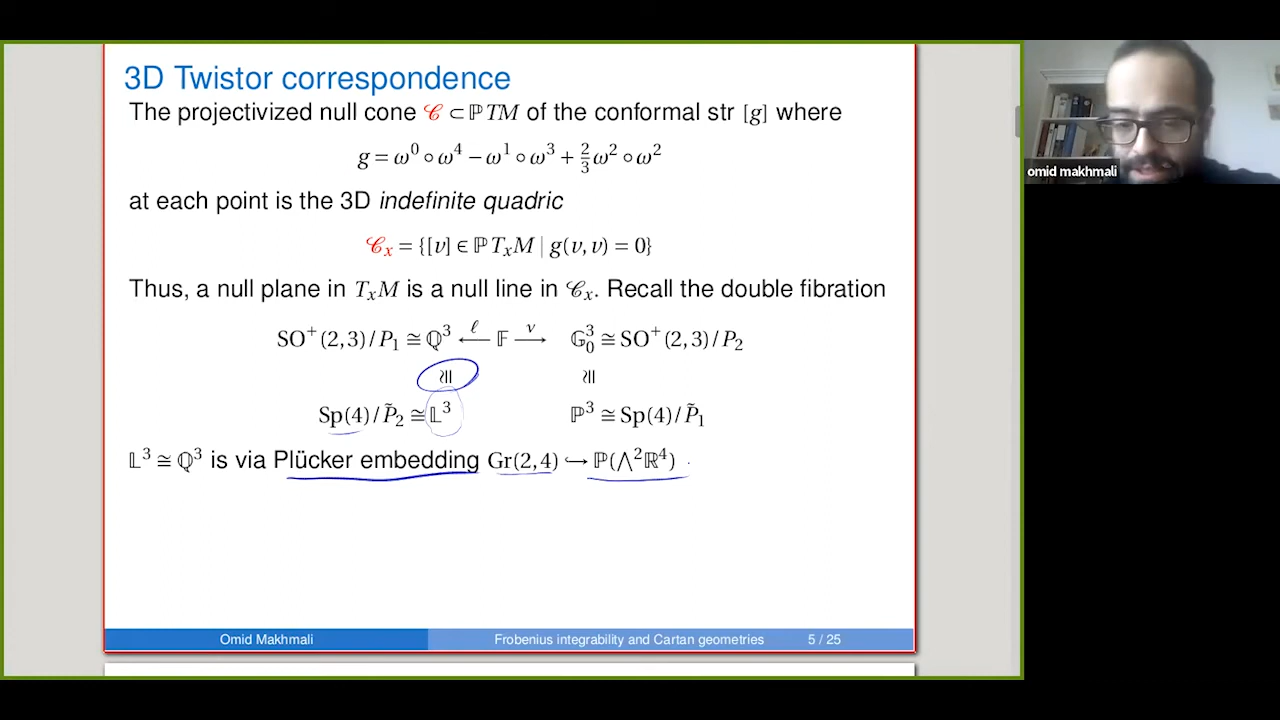 3D Twistor correspondence
The projectivized null cone 𝒞 ⊂ ℙTM of the conformal str [g] where
g = ω⁰ ∘ ω⁴ − ω¹ ∘ ω³ + ⅔ω² ∘ ω²
at each point is the 3D indefinite quadric
𝒞ₓ = {[v] ∈ ℙTₓM | g(v, v) = 0}
Thus, a null plane in TₓM is a null line in 𝒞ₓ. Recall the double fibration
SO⁺(2,3)/P₁ ≅ ℚ³ ←ℓ 𝔽 ν→ 𝔾₀³ ≅ SO⁺(2,3)/P₂
≅ ≅
Sp(4)/P̃₂ ≅ 𝕃³ ℙ³ ≅ Sp(4)/P̃₁
𝕃³ ≅ ℚ³ is via Plücker embedding Gr(2,4) ↪ ℙ(⋀²ℝ⁴)
Omid Makhmali Frobenius integrability and Cartan geometries 5 / 25
omid makhmali